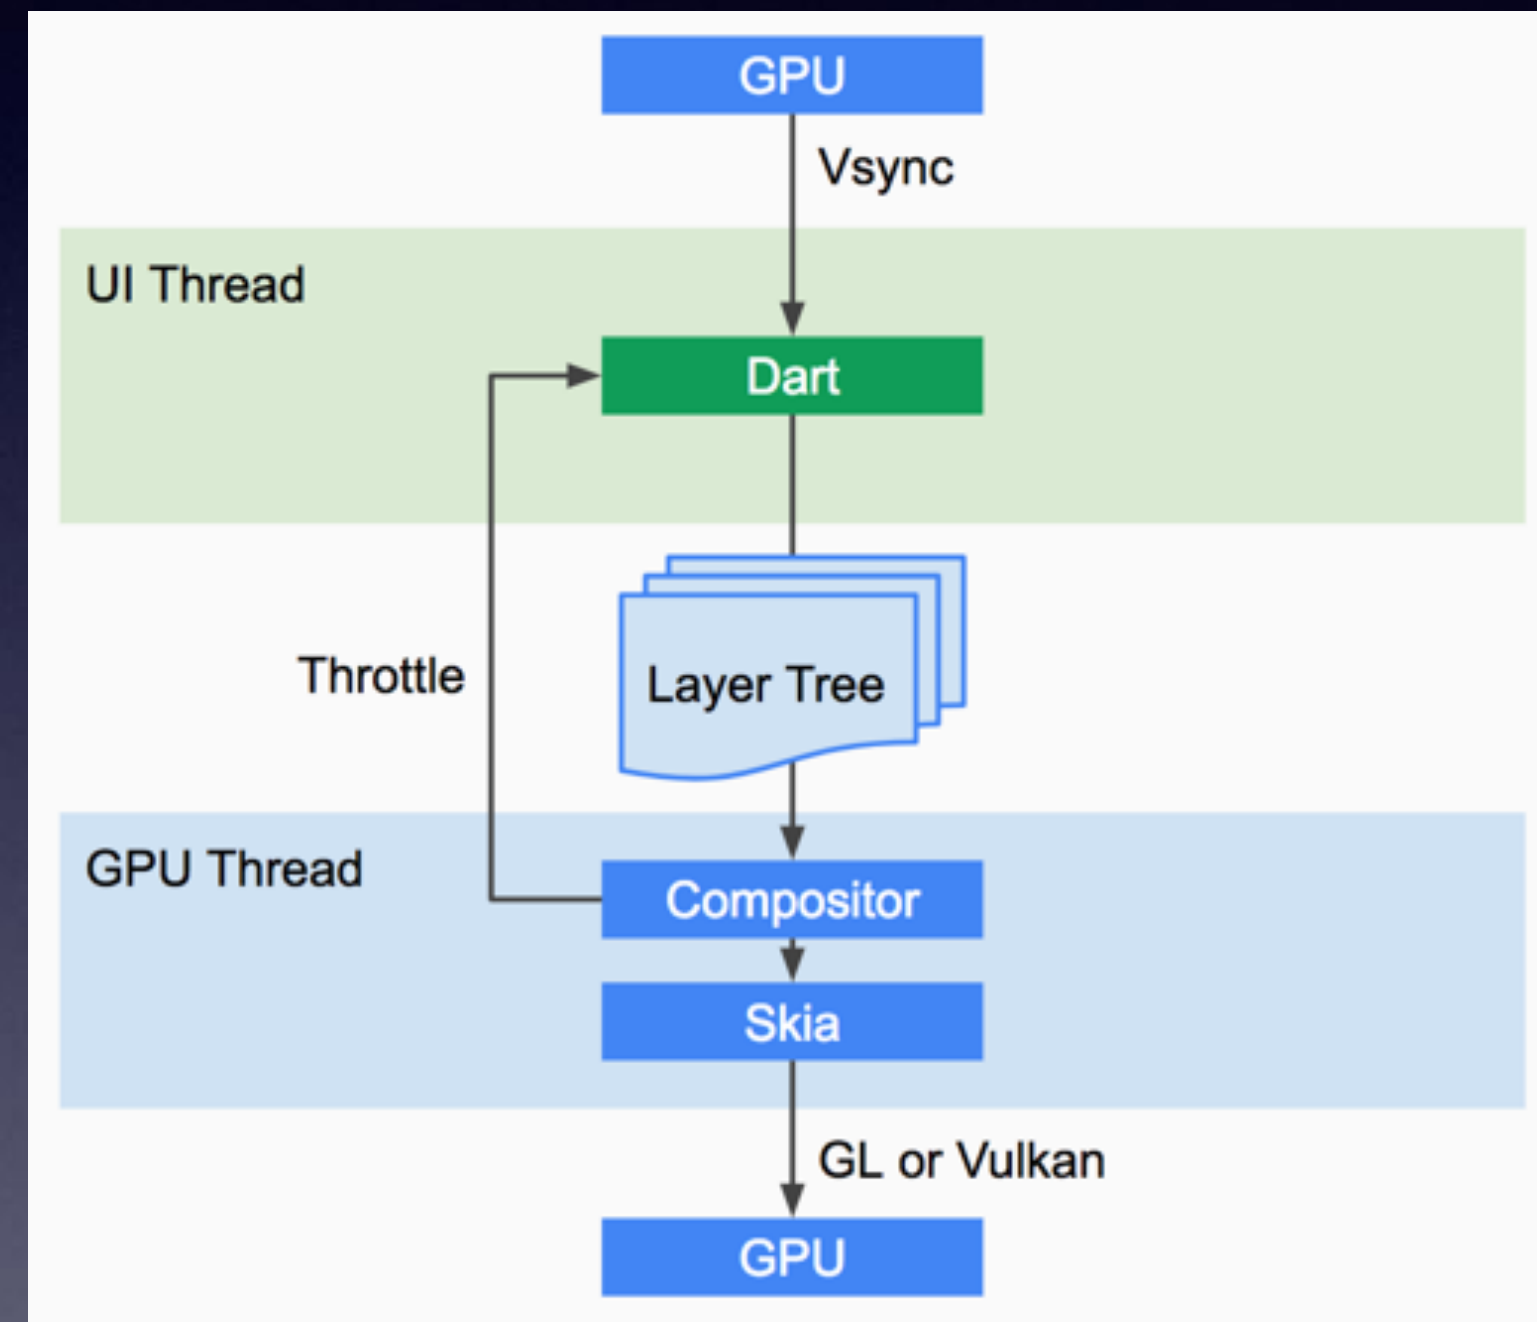 GPU
Vsync
UI Thread
Dart
Throttle
Layer Tree
GPU Thread
Compositor
Skia
GL or Vulkan
GPU